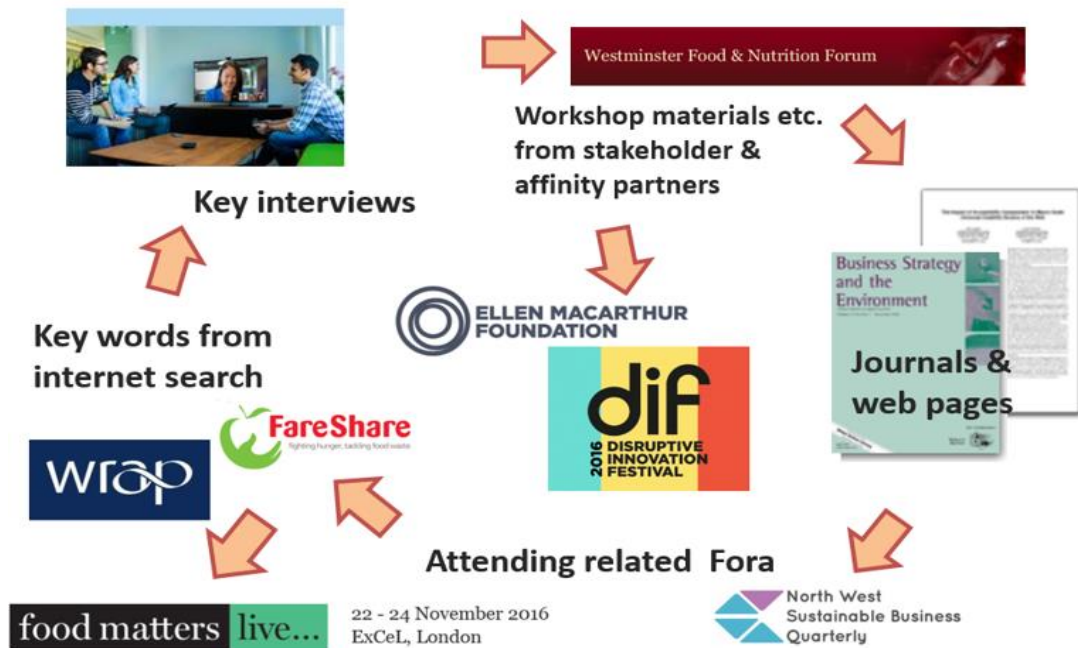 Westminster Food & Nutrition Forum
Workshop materials etc.
from stakeholder &
affinity partners
Key interviews
Business Strategy
and the
Environment
ELLEN MACARTHUR
FOUNDATION
Key words from
internet search
Journals &
web pages
dif
2016 DISRUPTIVE
INNOVATION
FESTIVAL
FareShare
fighting hunger, tackling food waste
wrap
Attending related Fora
food matters live...
22 - 24 November 2016
ExCeL, London
North West
Sustainable Business
Quarterly